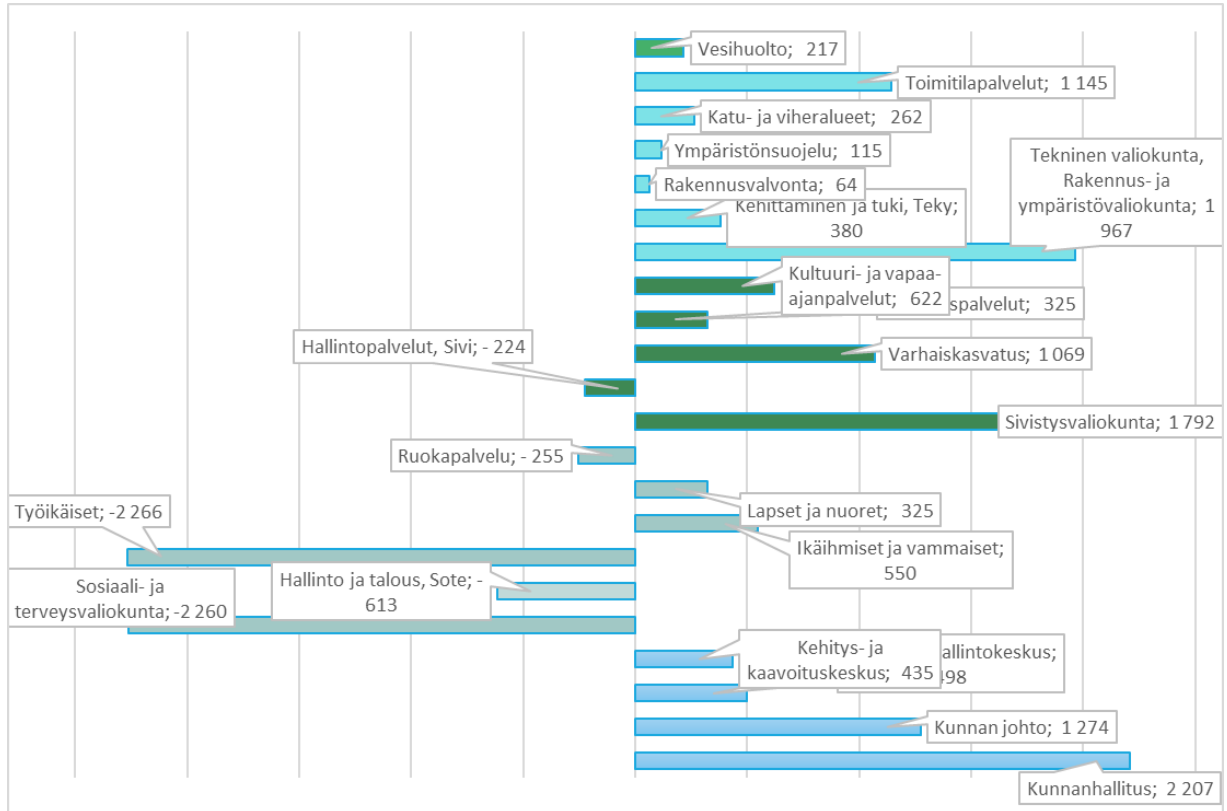 Vesihuolto; 217
Toimitilapalvelut; 1 145
Katu- ja viheralueet; 262
Ympäristönsuojelu; 115
Tekninen valiokunta,
Rakennus- ja
ympäristövaliokunta; 1
967
Rakennusvalvonta; 64
Kehittäminen ja tuki, Teky;
380
Kultuuri- ja vapaa-
ajanpalvelut; 622
spalvelut; 325
Hallintopalvelut, Sivi; - 224
Varhaiskasvatus; 1 069
Sivistysvaliokunta; 1 792
Ruokapalvelu; - 255
Lapset ja nuoret; 325
Työikäiset; -2 266
Ikäihmiset ja vammaiset;
550
Hallinto ja talous, Sote; -
613
Sosiaali- ja
terveysvaliokunta; -2 260
Kehitys- ja
kaavoituskeskus; 435
allintokeskus;
498
Kunnan johto; 1 274
Kunnanhallitus; 2 207